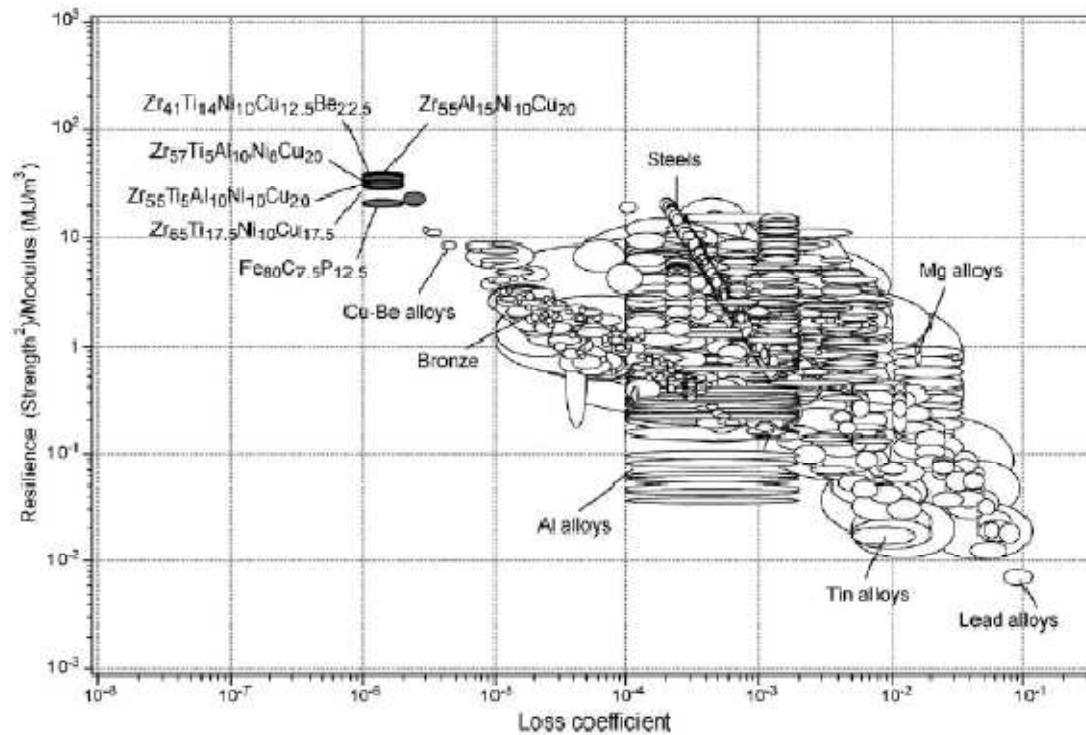 10³
10²
10
1
10⁻¹
10⁻²
10⁻³
Resilience (Strength²)/Modulus (MJ/m³)
Zr₄₁Ti₁₄Ni₁₀Cu₁₂.₅Be₂₂.₅
Zr₅₅Al₁₅Ni₁₀Cu₂₀
Zr₅₇Ti₅Al₁₀Ni₈Cu₂₀
Zr₅₅Ti₅Al₁₀Ni₁₀Cu₂₀
Zr₆₅Ti₁₇.₅Ni₁₀Cu₁₇.₅
Fe₈₀C₇.₅P₁₂.₅
Cu-Be alloys
Bronze
Steels
Mg alloys
Al alloys
Tin alloys
Lead alloys
10⁻⁸ 10⁻⁷ 10⁻⁶ 10⁻⁵ 10⁻⁴ 10⁻³ 10⁻² 10⁻¹
Loss coefficient